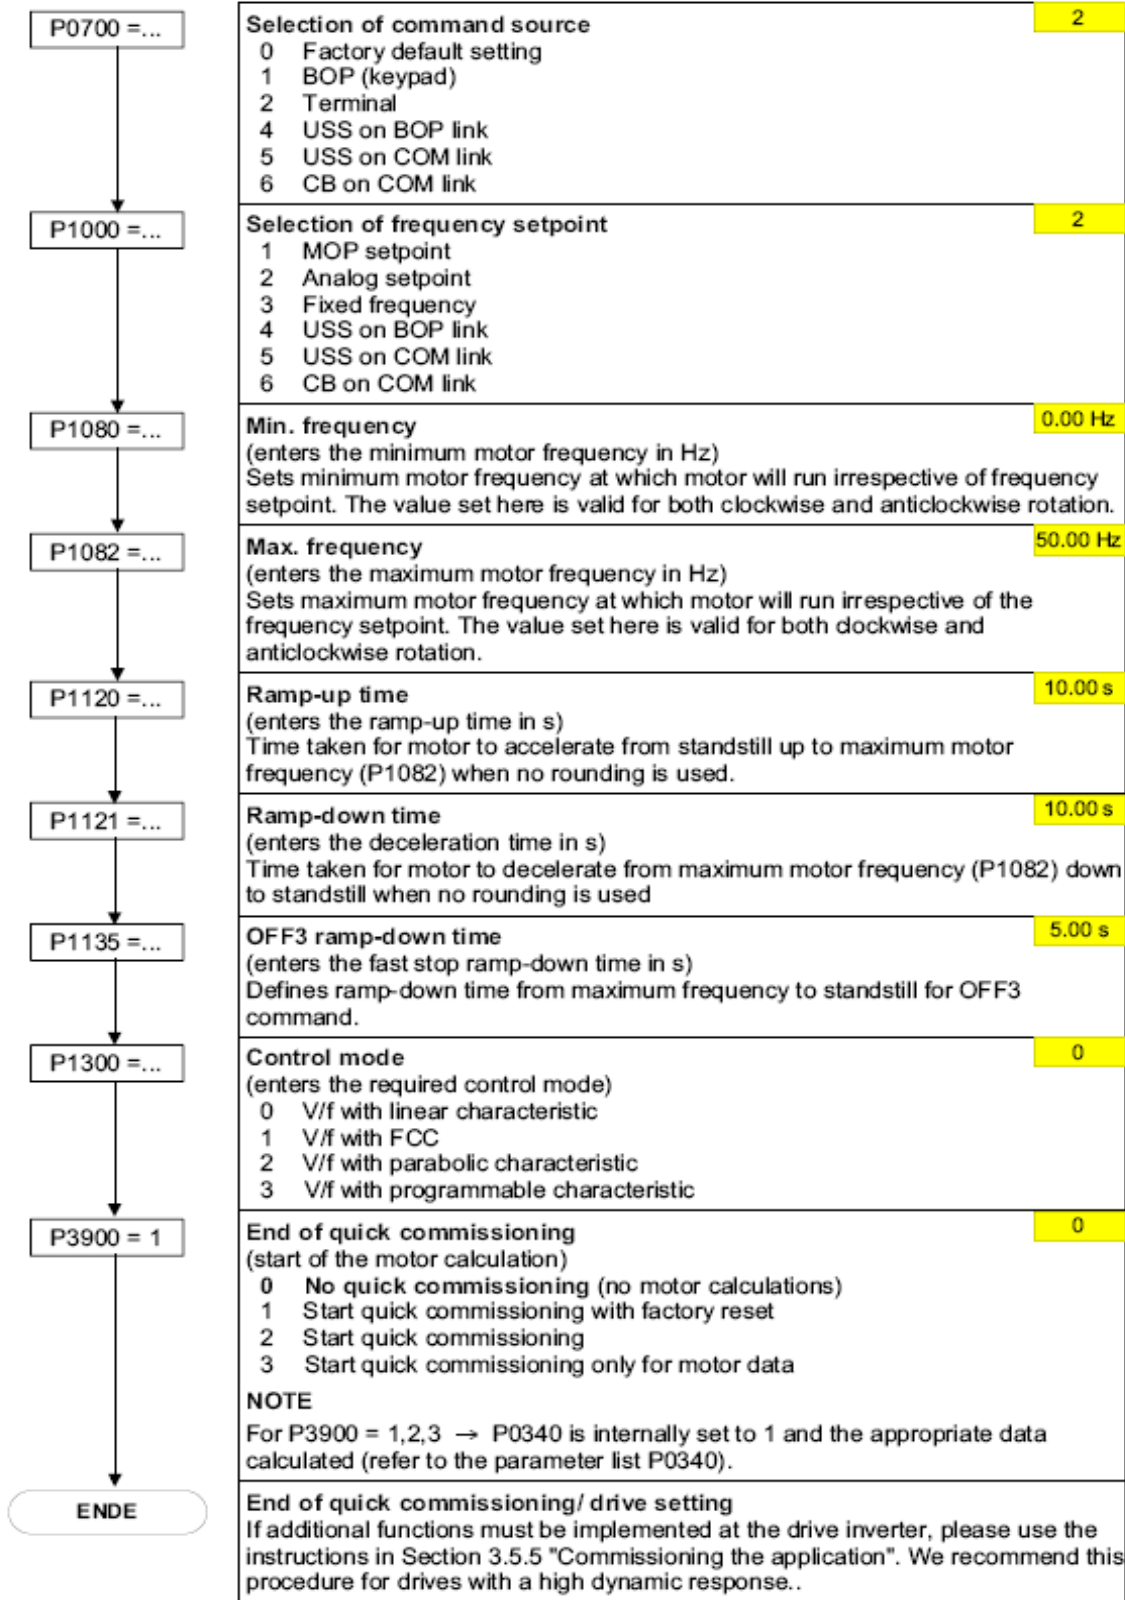 P0700 =...
Selection of command source
2
0 Factory default setting
1 BOP (keypad)
2 Terminal
4 USS on BOP link
5 USS on COM link
6 CB on COM link
P1000 =...
Selection of frequency setpoint
2
1 MOP setpoint
2 Analog setpoint
3 Fixed frequency
4 USS on BOP link
5 USS on COM link
6 CB on COM link
P1080 =...
Min. frequency
0.00 Hz
(enters the minimum motor frequency in Hz)
Sets minimum motor frequency at which motor will run irrespective of frequency
setpoint. The value set here is valid for both clockwise and anticlockwise rotation.
P1082 =...
Max. frequency
50.00 Hz
(enters the maximum motor frequency in Hz)
Sets maximum motor frequency at which motor will run irrespective of the
frequency setpoint. The value set here is valid for both clockwise and
anticlockwise rotation.
P1120 =...
Ramp-up time
10.00 s
(enters the ramp-up time in s)
Time taken for motor to accelerate from standstill up to maximum motor
frequency (P1082) when no rounding is used.
P1121 =...
Ramp-down time
10.00 s
(enters the deceleration time in s)
Time taken for motor to decelerate from maximum motor frequency (P1082) down
to standstill when no rounding is used
P1135 =...
OFF3 ramp-down time
5.00 s
(enters the fast stop ramp-down time in s)
Defines ramp-down time from maximum frequency to standstill for OFF3
command.
P1300 =...
Control mode
0
(enters the required control mode)
0 V/f with linear characteristic
1 V/f with FCC
2 V/f with parabolic characteristic
3 V/f with programmable characteristic
P3900 = 1
End of quick commissioning
0
(start of the motor calculation)
0 No quick commissioning (no motor calculations)
1 Start quick commissioning with factory reset
2 Start quick commissioning
3 Start quick commissioning only for motor data
NOTE
For P3900 = 1,2,3 → P0340 is internally set to 1 and the appropriate data
calculated (refer to the parameter list P0340).
ENDE
End of quick commissioning/ drive setting
If additional functions must be implemented at the drive inverter, please use the
instructions in Section 3.5.5 "Commissioning the application". We recommend this
procedure for drives with a high dynamic response..